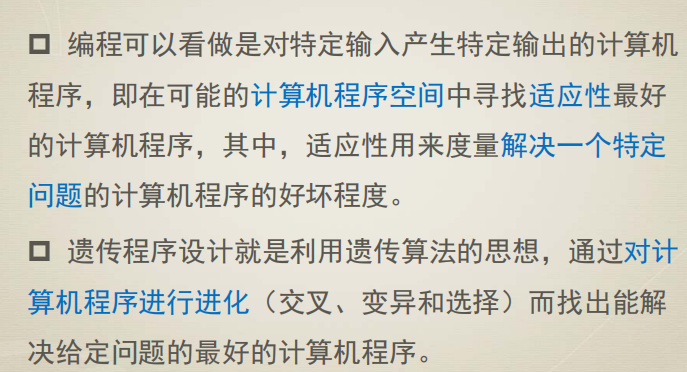 编程可以看做是对特定输入产生特定输出的计算机
程序，即在可能的计算机程序空间中寻找适应性最好
的计算机程序，其中，适应性用来度量解决一个特定
问题的计算机程序的好坏程度。
遗传程序设计就是利用遗传算法的思想，通过对计
算机程序进行进化（交叉、变异和选择）而找出能解
决给定问题的最好的计算机程序。